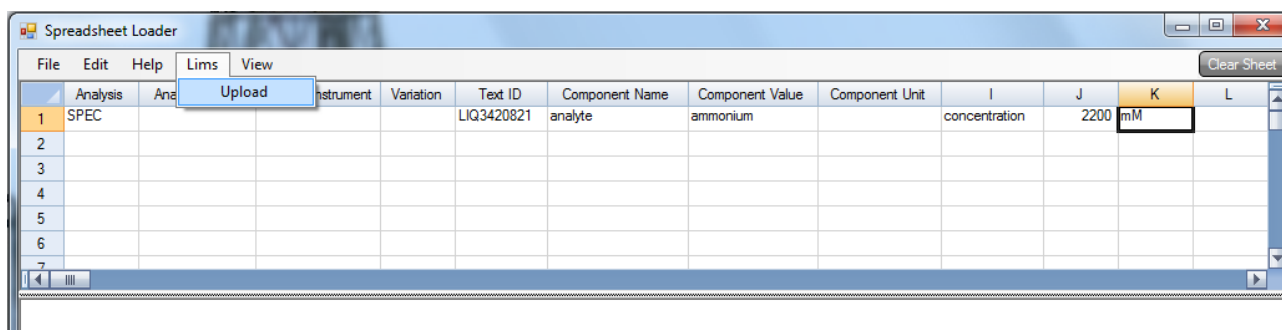 Spreadsheet Loader
File Edit Help Lims View Clear Sheet
Upload
Analysis Ana nstrument Variation Text ID Component Name Component Value Component Unit I J K L
1 SPEC LIQ3420821 analyte ammonium concentration 2200 mM
2
3
4
5
6
7